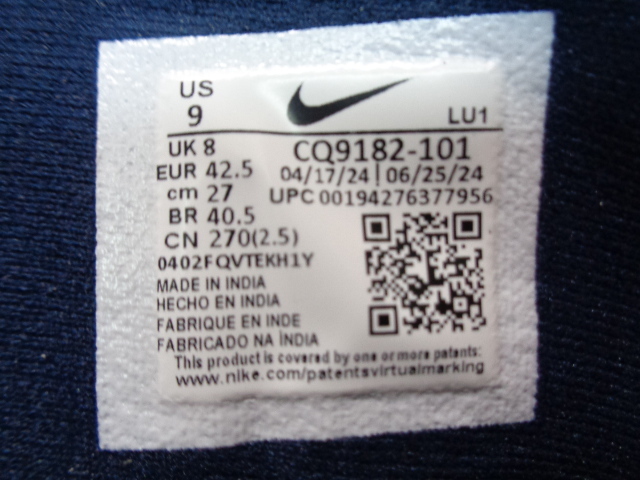 US
9
LU1
UK 8
CQ9182-101
EUR 42.5
04/17/24 | 06/25/24
cm 27
UPC 00194276377956
BR 40.5
CN 270(2.5)
0402FQVTEKH1Y
MADE IN INDIA
HECHO EN INDIA
FABRIQUE EN INDE
FABRICADO NA ÍNDIA
This product is covered by one or more patents:
www.nike.com/patentsvirtualmarking